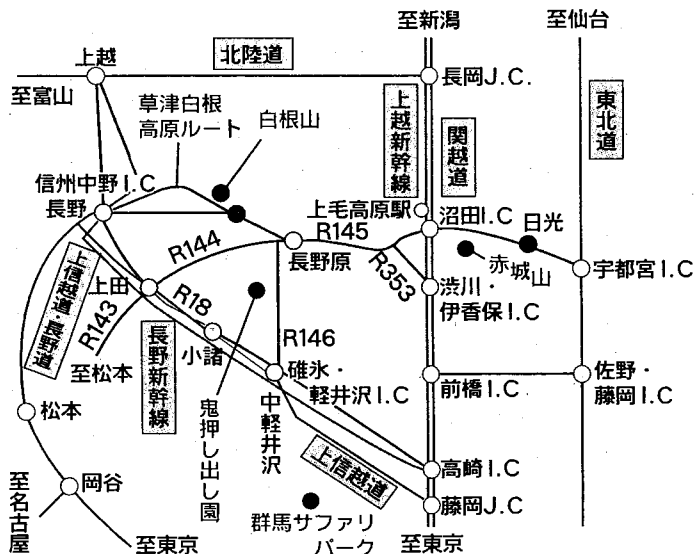 至新潟
至仙台
上越
北陸道
長岡J.C.
至富山
草津白根
高原ルート
白根山
上越新幹線
関越道
東北道
信州中野I.C
長野
上毛高原駅
沼田I.C
日光
R144
R145
長野原
R353
赤城山
宇都宮I.C
上信越道・長野道
上田
R18
渋川・
伊香保I.C
R143
長野新幹線
小諸
R146
至松本
碓氷・
軽井沢I.C
前橋I.C
佐野・
藤岡I.C
松本
鬼押し出し園
中軽井沢
上信越道
高崎I.C
至名古屋
岡谷
藤岡J.C
群馬サファリ
パーク
至東京
至東京